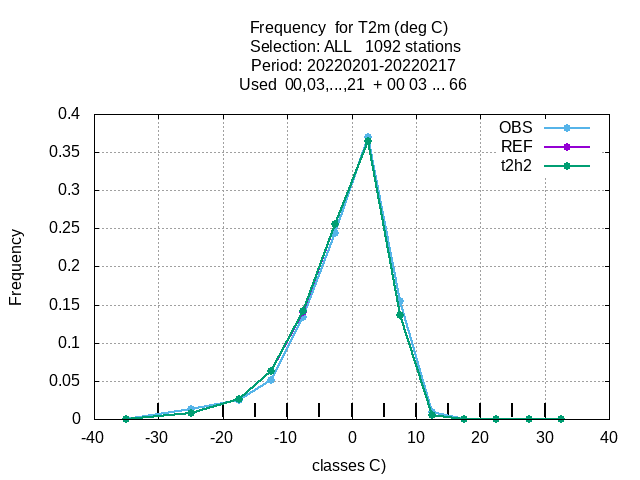 Frequency  for T2m (deg C)
Selection: ALL   1092 stations
Period: 20220201-20220217
Used  00,03,...,21  + 00 03 ... 66
OBS
REF
t2h2
0.4
0.35
0.3
0.25
0.2
0.15
0.1
0.05
0
Frequency
-40 -30 -20 -10 0 10 20 30 40
classes C)